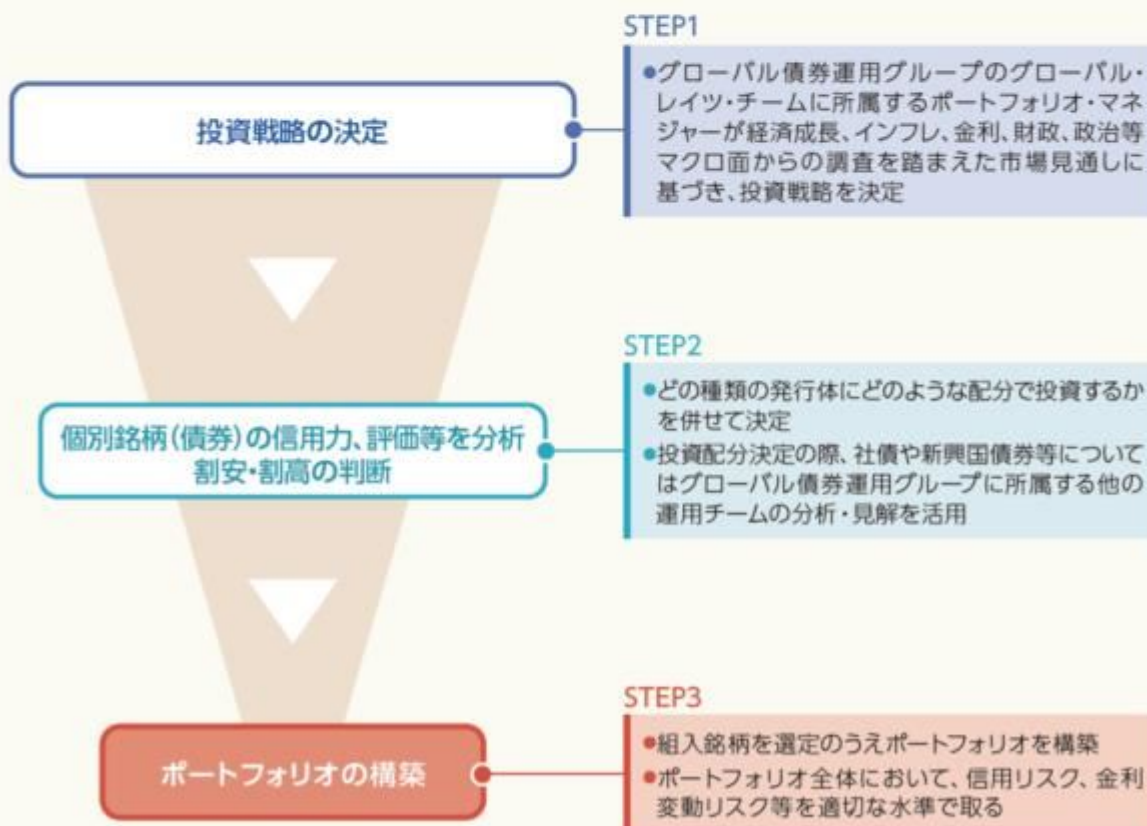 STEP1
投資戦略の決定
●グローバル債券運用グループのグローバル・
レイツ・チームに所属するポートフォリオ・マネ
ジャーが経済成長、インフレ、金利、財政、政治等
マクロ面からの調査を踏まえた市場見通しに
基づき、投資戦略を決定
STEP2
個別銘柄(債券)の信用力、評価等を分析
割安・割高の判断
●どの種類の発行体にどのような配分で投資するか
を併せて決定
●投資配分決定の際、社債や新興国債券等について
はグローバル債券運用グループに所属する他の
運用チームの分析・見解を活用
STEP3
ポートフォリオの構築
●組入銘柄を選定のうえポートフォリオを構築
●ポートフォリオ全体において、信用リスク、金利
変動リスク等を適切な水準で取る